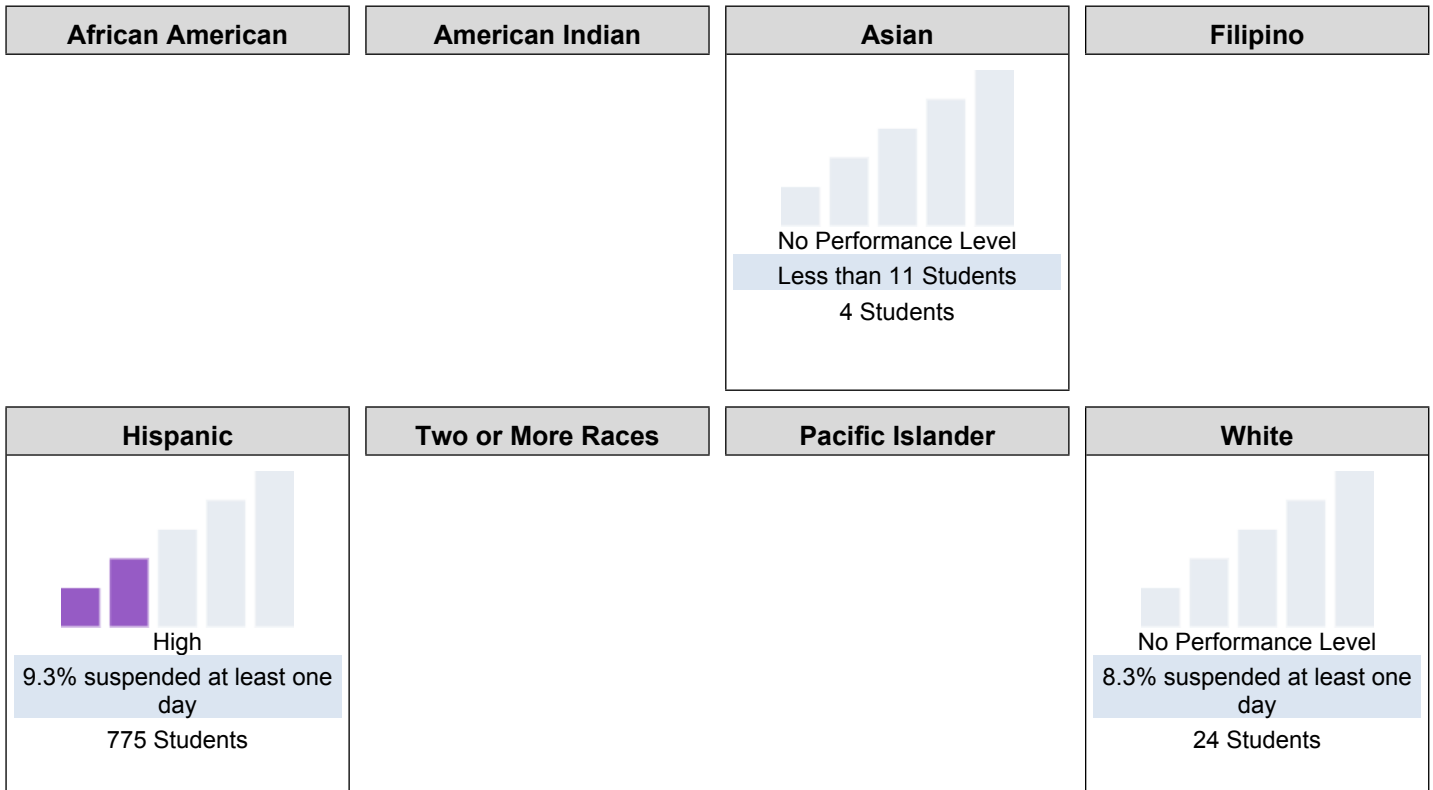 African American
American Indian
Asian
Filipino
No Performance Level
Less than 11 Students
4 Students
Hispanic
Two or More Races
Pacific Islander
White
High
9.3% suspended at least one
day
775 Students
No Performance Level
8.3% suspended at least one
day
24 Students